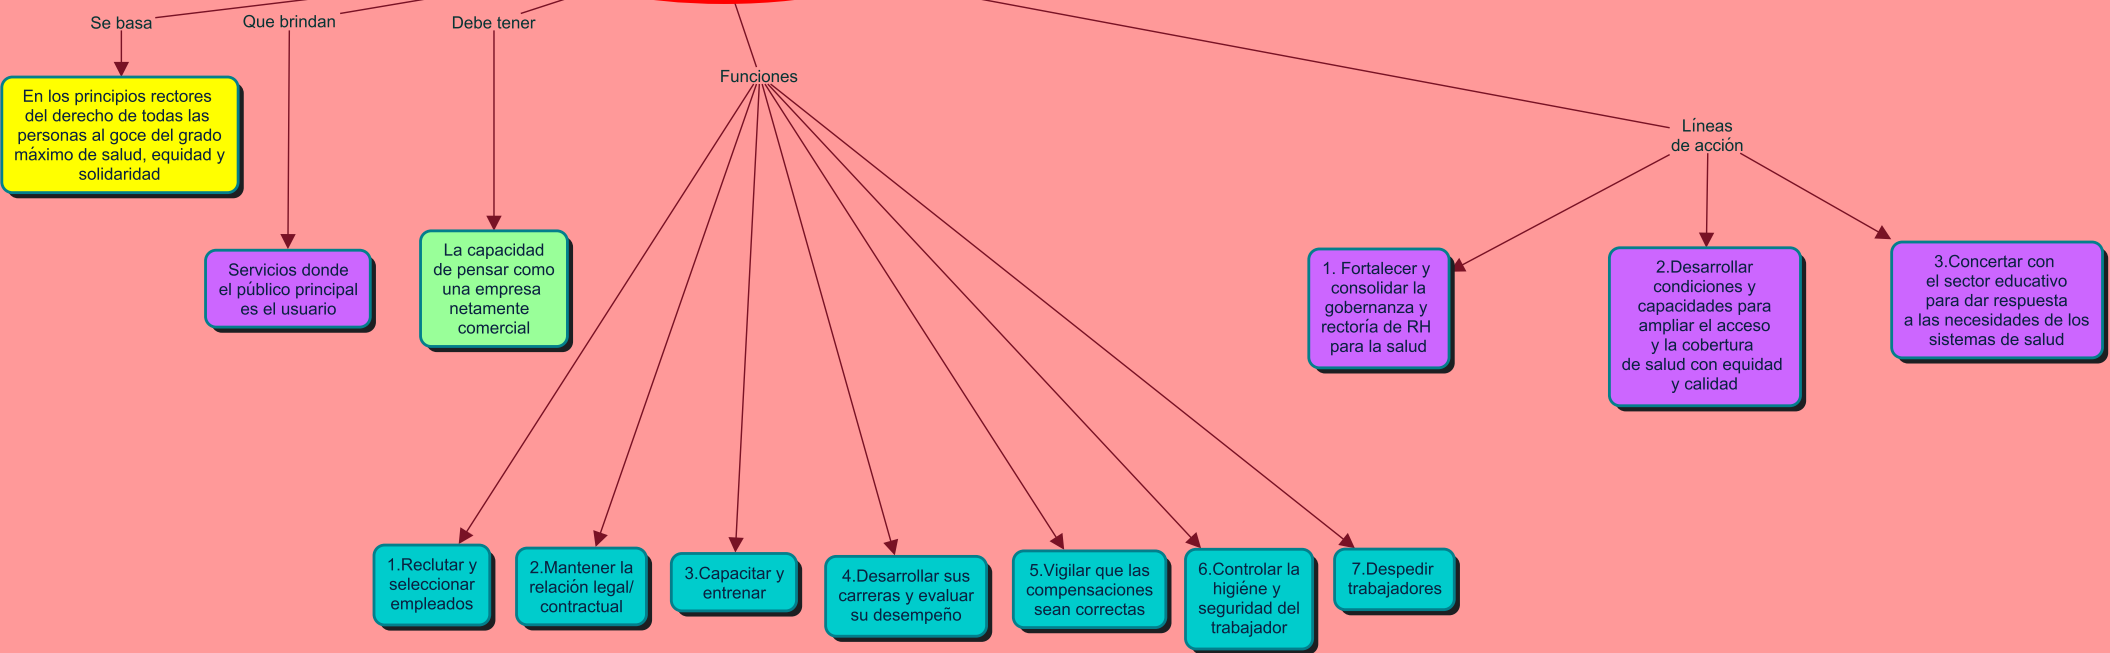 Se basa
Que brindan
Debe tener
Funciones
Líneas
de acción
En los principios rectores
del derecho de todas las
personas al goce del grado
máximo de salud, equidad y
solidaridad
Servicios donde
el público principal
es el usuario
La capacidad
de pensar como
una empresa
netamente
comercial
1. Fortalecer y
consolidar la
gobernanza y
rectoría de RH
para la salud
2.Desarrollar
condiciones y
capacidades para
ampliar el acceso
y la cobertura
de salud con equidad
y calidad
3.Concertar con
el sector educativo
para dar respuesta
a las necesidades de los
sistemas de salud
1.Reclutar y
seleccionar
empleados
2.Mantener la
relación legal/
contractual
3.Capacitar y
entrenar
4.Desarrollar sus
carreras y evaluar
su desempeño
5.Vigilar que las
compensaciones
sean correctas
6.Controlar la
higiéne y
seguridad del
trabajador
7.Despedir
trabajadores